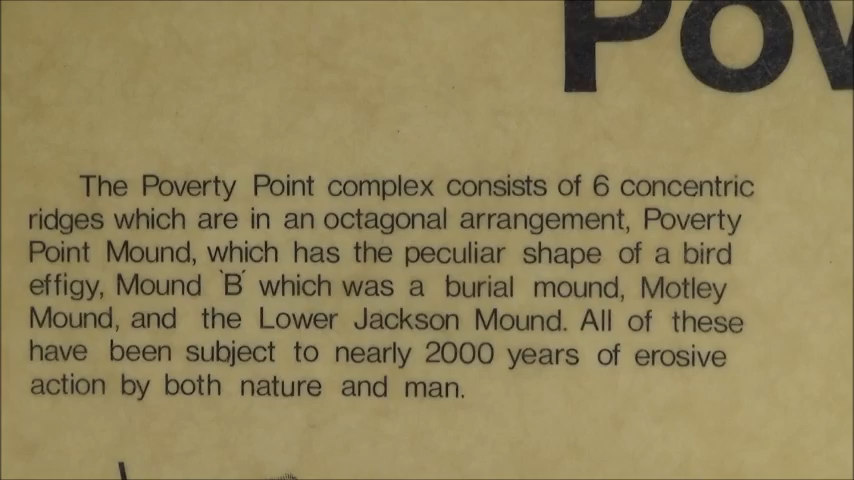 Pov
The Poverty Point complex consists of 6 concentric
ridges which are in an octagonal arrangement, Poverty
Point Mound, which has the peculiar shape of a bird
effigy, Mound `B´ which was a burial mound, Motley
Mound, and the Lower Jackson Mound. All of these
have been subject to nearly 2000 years of erosive
action by both nature and man.